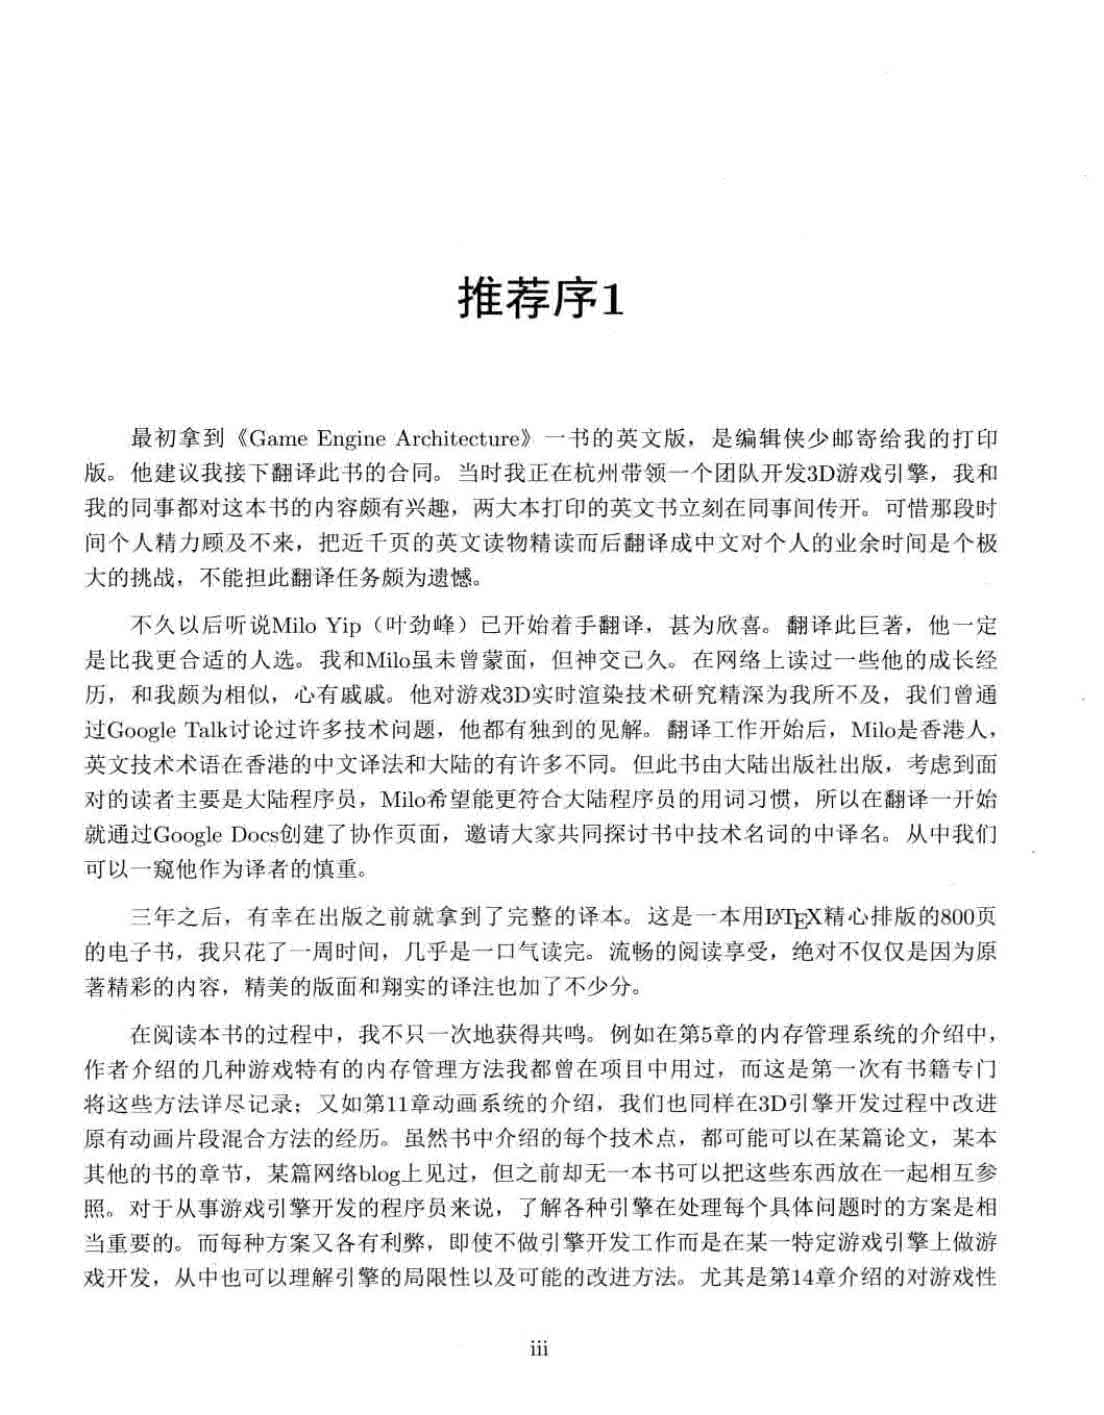 推荐序1
最初拿到《Game Engine Architecture》一书的英文版，是编辑侠少邮寄给我的打印
版。他建议我接下翻译此书的合同。当时我正在杭州带领一个团队开发3D游戏引擎，我和
我的同事都对这本书的内容颇有兴趣，两大本打印的英文书立刻在同事间传开。可惜那段时
间个人精力顾及不来，把近千页的英文读物精读而后翻译成中文对个人的业余时间是个极
大的挑战，不能担此翻译任务颇为遗憾。
不久以后听说Milo Yip（叶劲峰）已开始着手翻译，甚为欣喜。翻译此巨著，他一定
是比我更合适的人选。我和Milo虽未曾蒙面，但神交已久。在网络上读过一些他的成长经
历，和我颇为相似，心有戚戚。他对游戏3D实时渲染技术研究精深为我所不及，我们曾通
过Google Talk讨论过许多技术问题，他都有独到的见解。翻译工作开始后，Milo是香港人，
英文技术术语在香港的中文译法和大陆的有许多不同。但此书由大陆出版社出版，考虑到面
对的读者主要是大陆程序员，Milo希望能更符合大陆程序员的用词习惯，所以在翻译一开始
就通过Google Docs创建了协作页面，邀请大家共同探讨书中技术名词的中译名。从中我们
可以一窥他作为译者的慎重。
三年之后，有幸在出版之前就拿到了完整的译本。这是一本用LATEX精心排版的800页
的电子书，我只花了一周时间，几乎是一口气读完。流畅的阅读享受，绝对不仅仅是因为原
著精彩的内容，精美的版面和翔实的译注也加了不少分。
在阅读本书的过程中，我不只一次地获得共鸣。例如在第5章的内存管理系统的介绍中，
作者介绍的几种游戏特有的内存管理方法我都曾在项目中用过，而这是第一次有书籍专门
将这些方法详尽记录；又如第11章动画系统的介绍，我们也同样在3D引擎开发过程中改进
原有动画片段混合方法的经历。虽然书中介绍的每个技术点，都可能可以在某篇论文，某本
其他的书的章节，某篇网络blog上见过，但之前却无一本书可以把这些东西放在一起相互参
照。对于从事游戏引擎开发的程序员来说，了解各种引擎在处理每个具体问题时的方案是相
当重要的。而每种方案又各有利弊，即使不做引擎开发工作而是在某一特定游戏引擎上做游
戏开发，从中也可以理解引擎的局限性以及可能的改进方法。尤其是第14章介绍的对游戏性
iii